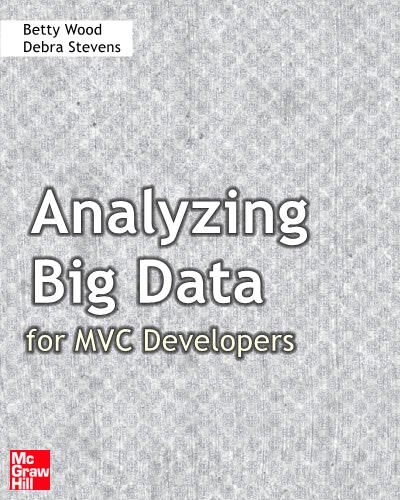 Betty Wood
Debra Stevens
Analyzing
Big Data
for MVC Developers
Mc
Graw
Hill